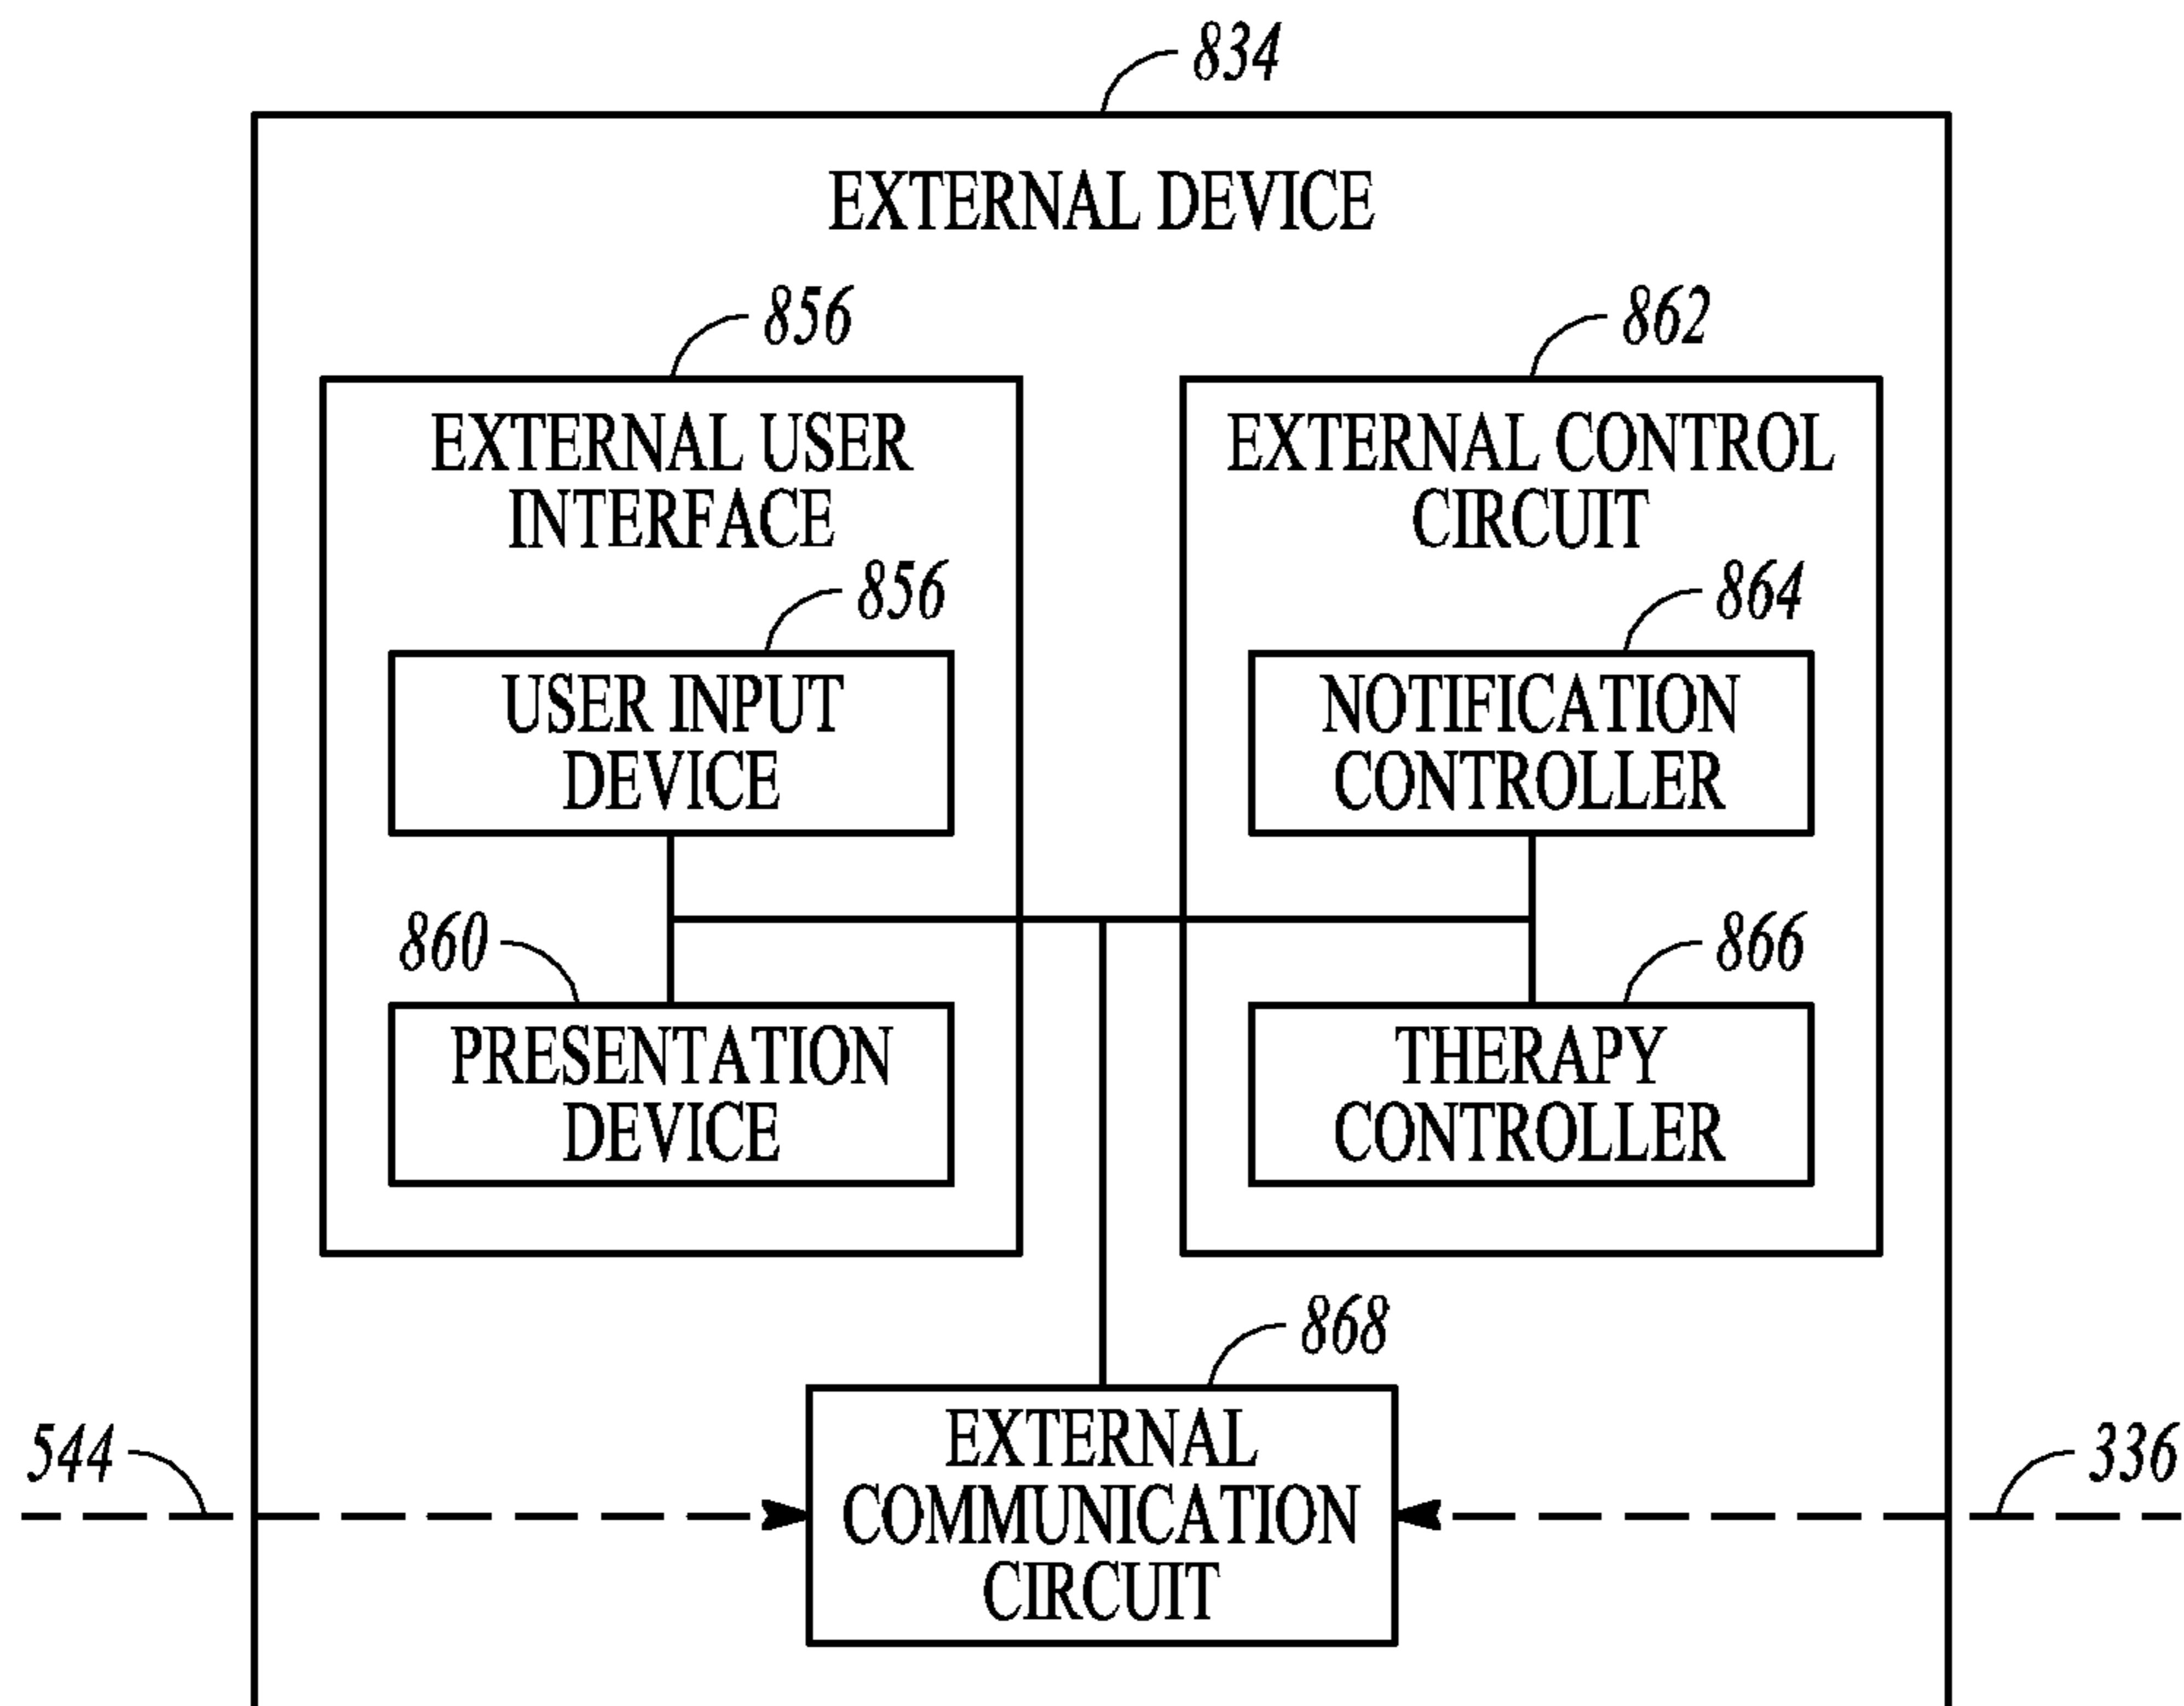 834
EXTERNAL DEVICE
856
862
EXTERNAL USER
INTERFACE
EXTERNAL CONTROL
CIRCUIT
856
864
USER INPUT
DEVICE
NOTIFICATION
CONTROLLER
860
866
PRESENTATION
DEVICE
THERAPY
CONTROLLER
868
544
EXTERNAL
COMMUNICATION
CIRCUIT
336